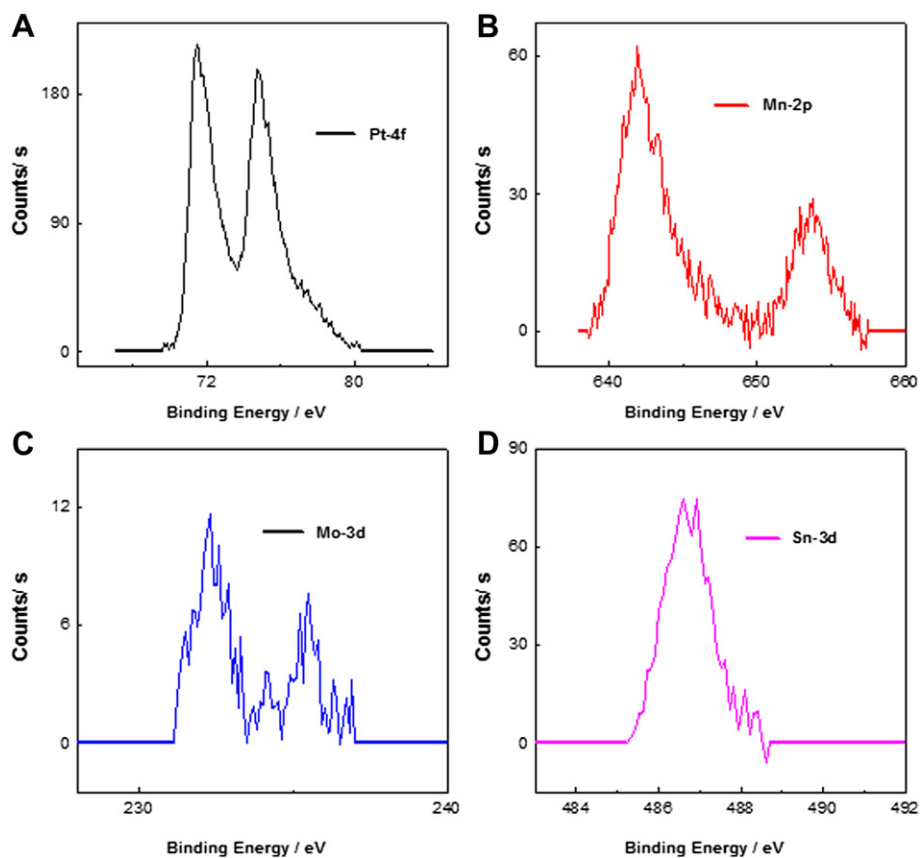 A
Counts/ s
180
90
0
Pt-4f
72
80
Binding Energy / eV
B
Counts/ s
60
30
0
Mn-2p
640
650
660
Binding Energy / eV
C
Counts/ s
12
6
0
Mo-3d
230
240
Binding Energy / eV
D
Counts/ s
90
60
30
0
Sn-3d
484
486
488
490
492
Binding Energy / eV